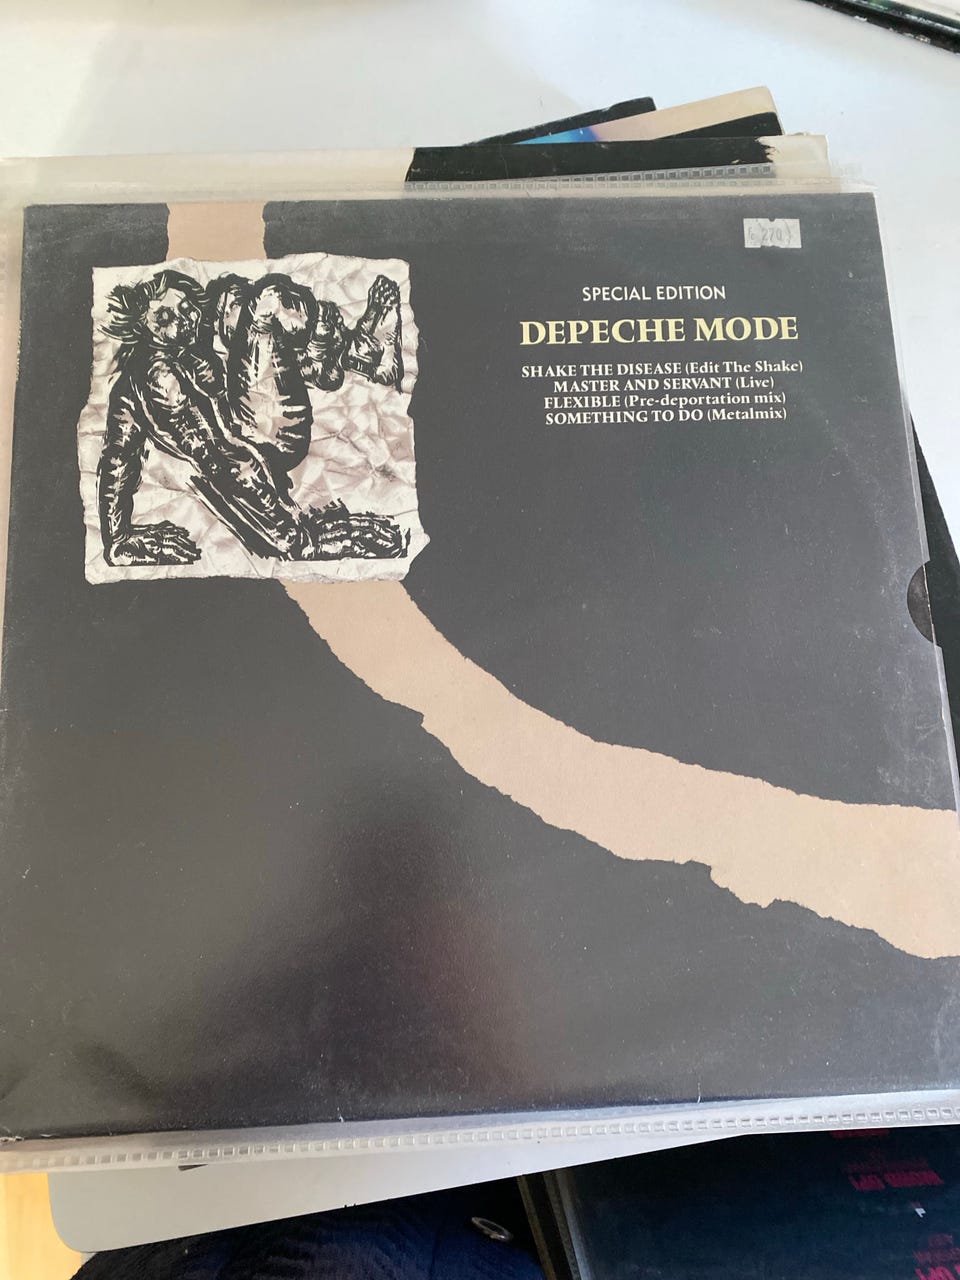 270
SPECIAL EDITION
DEPECHE MODE
SHAKE THE DISEASE (Edit The Shake)
MASTER AND SERVANT (Live)
FLEXIBLE (Pre-deportation mix)
SOMETHING TO DO (Metalmix)